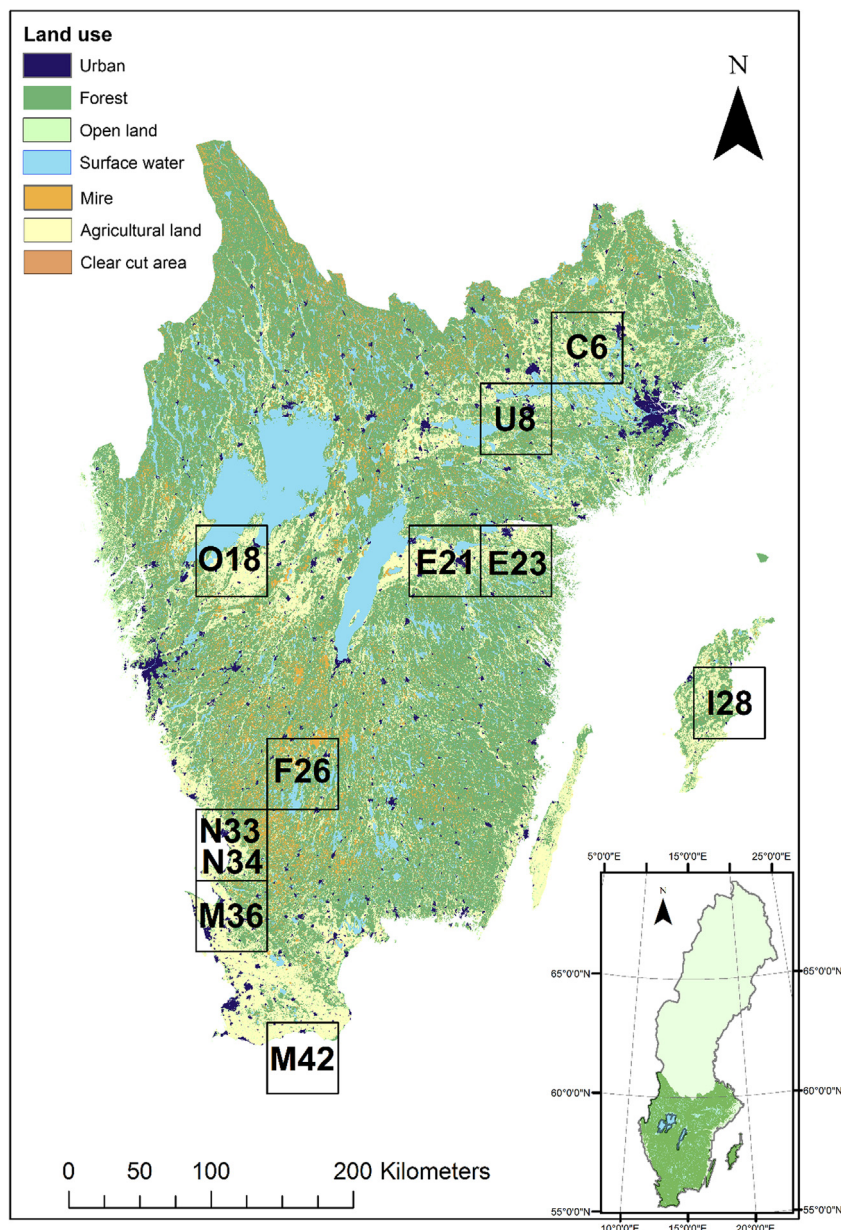 Land use
Urban
Forest
Open land
Surface water
Mire
Agricultural land
Clear cut area
N
C6
U8
O18
E21
E23
I28
F26
N33
N34
M36
M42
0 50 100 200 Kilometers
5°0'0"E 15°0'0"E 25°0'0"E
N
65°0'0"N 65°0'0"N
60°0'0"N 60°0'0"N
55°0'0"N 55°0'0"N
10°0'0"E 15°0'0"E 20°0'0"E